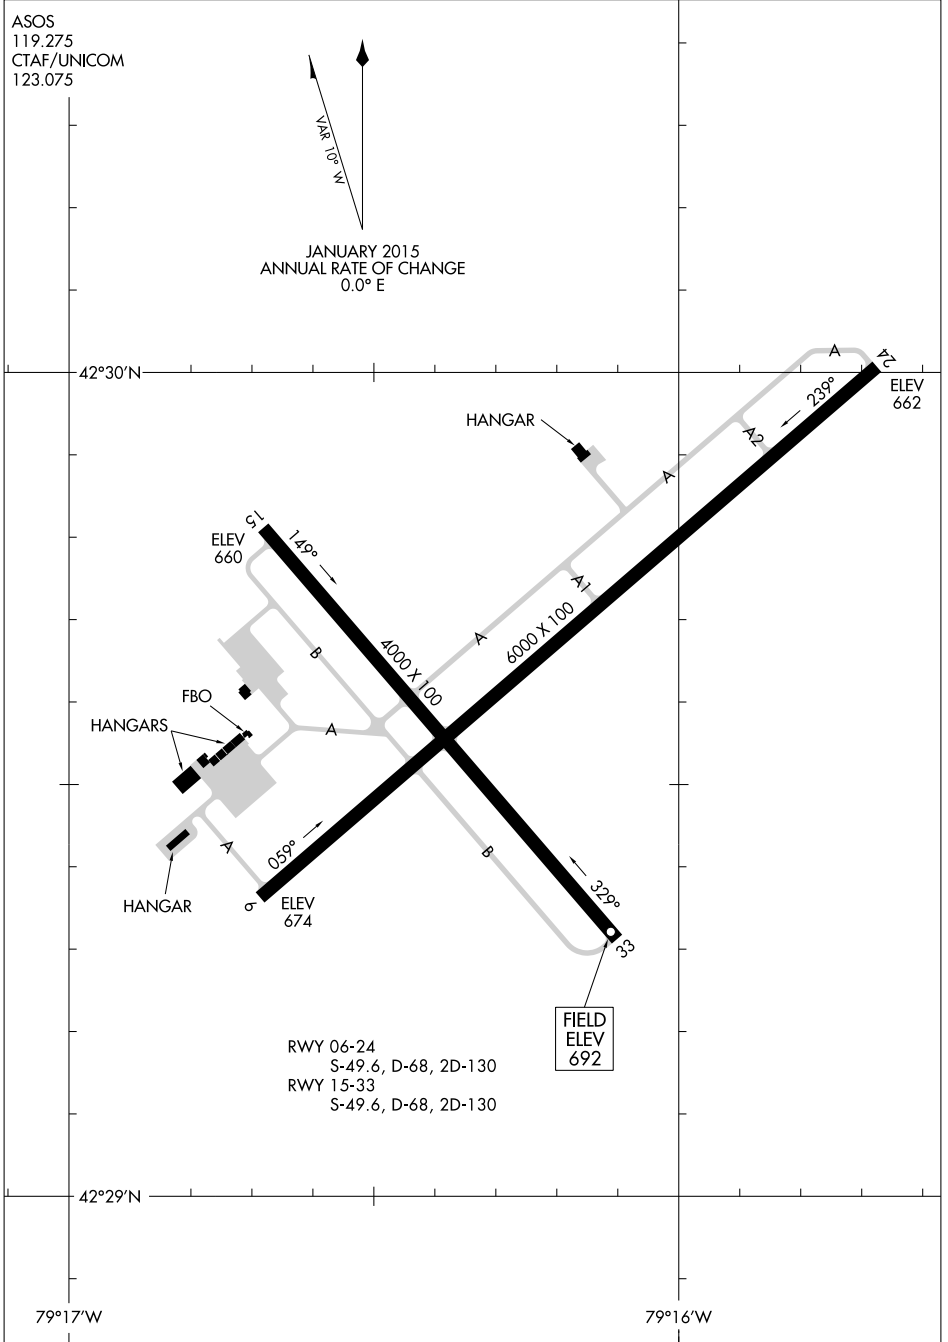 ASOS
119.275
CTAF/UNICOM
123.075
VAR 10° W
JANUARY 2015
ANNUAL RATE OF CHANGE
0.0° E
A
24
42°30'N
239°
ELEV
662
HANGAR
A2
A
15
ELEV
660
149°
A1
6000 X 100
A
4000 X 100
B
FBO
HANGARS
A
A
059°
B
329°
HANGAR
6
ELEV
674
33
FIELD
ELEV
692
RWY 06-24
S-49.6, D-68, 2D-130
RWY 15-33
S-49.6, D-68, 2D-130
42°29'N
79°17'W
79°16'W